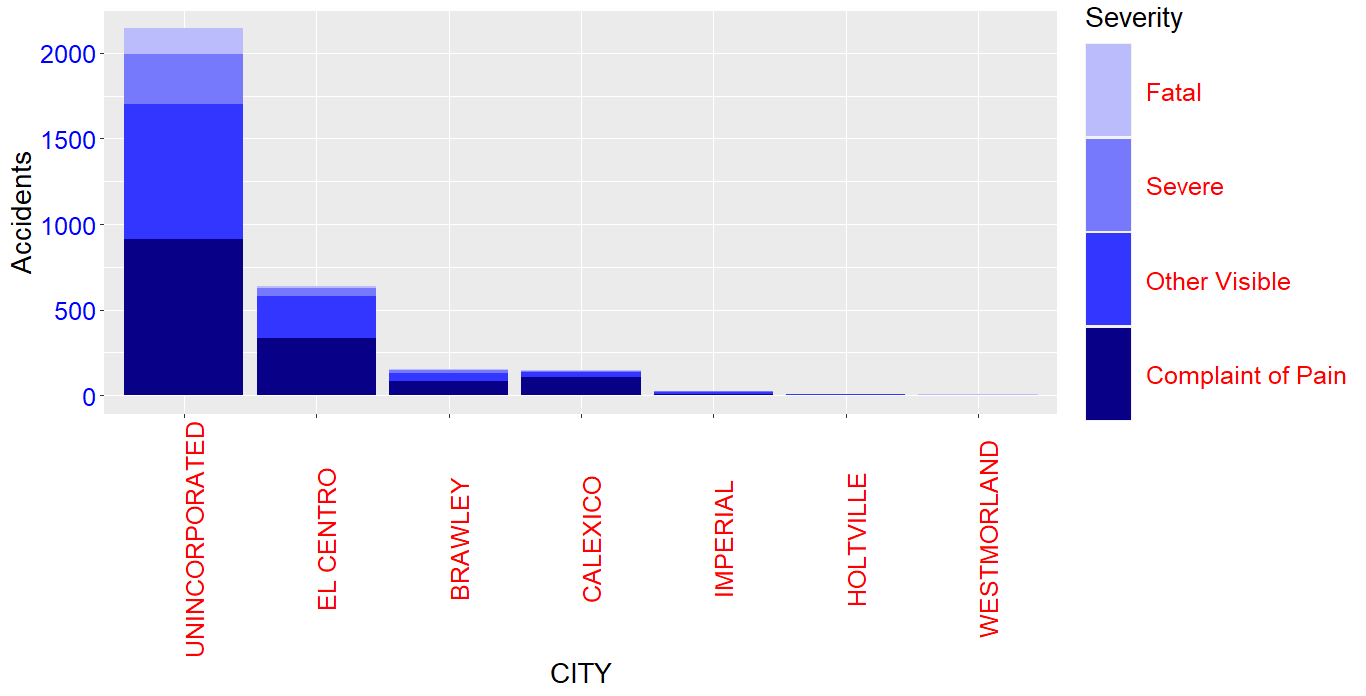 Severity
Fatal
Severe
Other Visible
Complaint of Pain
Accidents
2000
1500
1000
500
0
UNINCORPORATED
EL CENTRO
BRAWLEY
CALEXICO
IMPERIAL
HOLTVILLE
WESTMORLAND
CITY